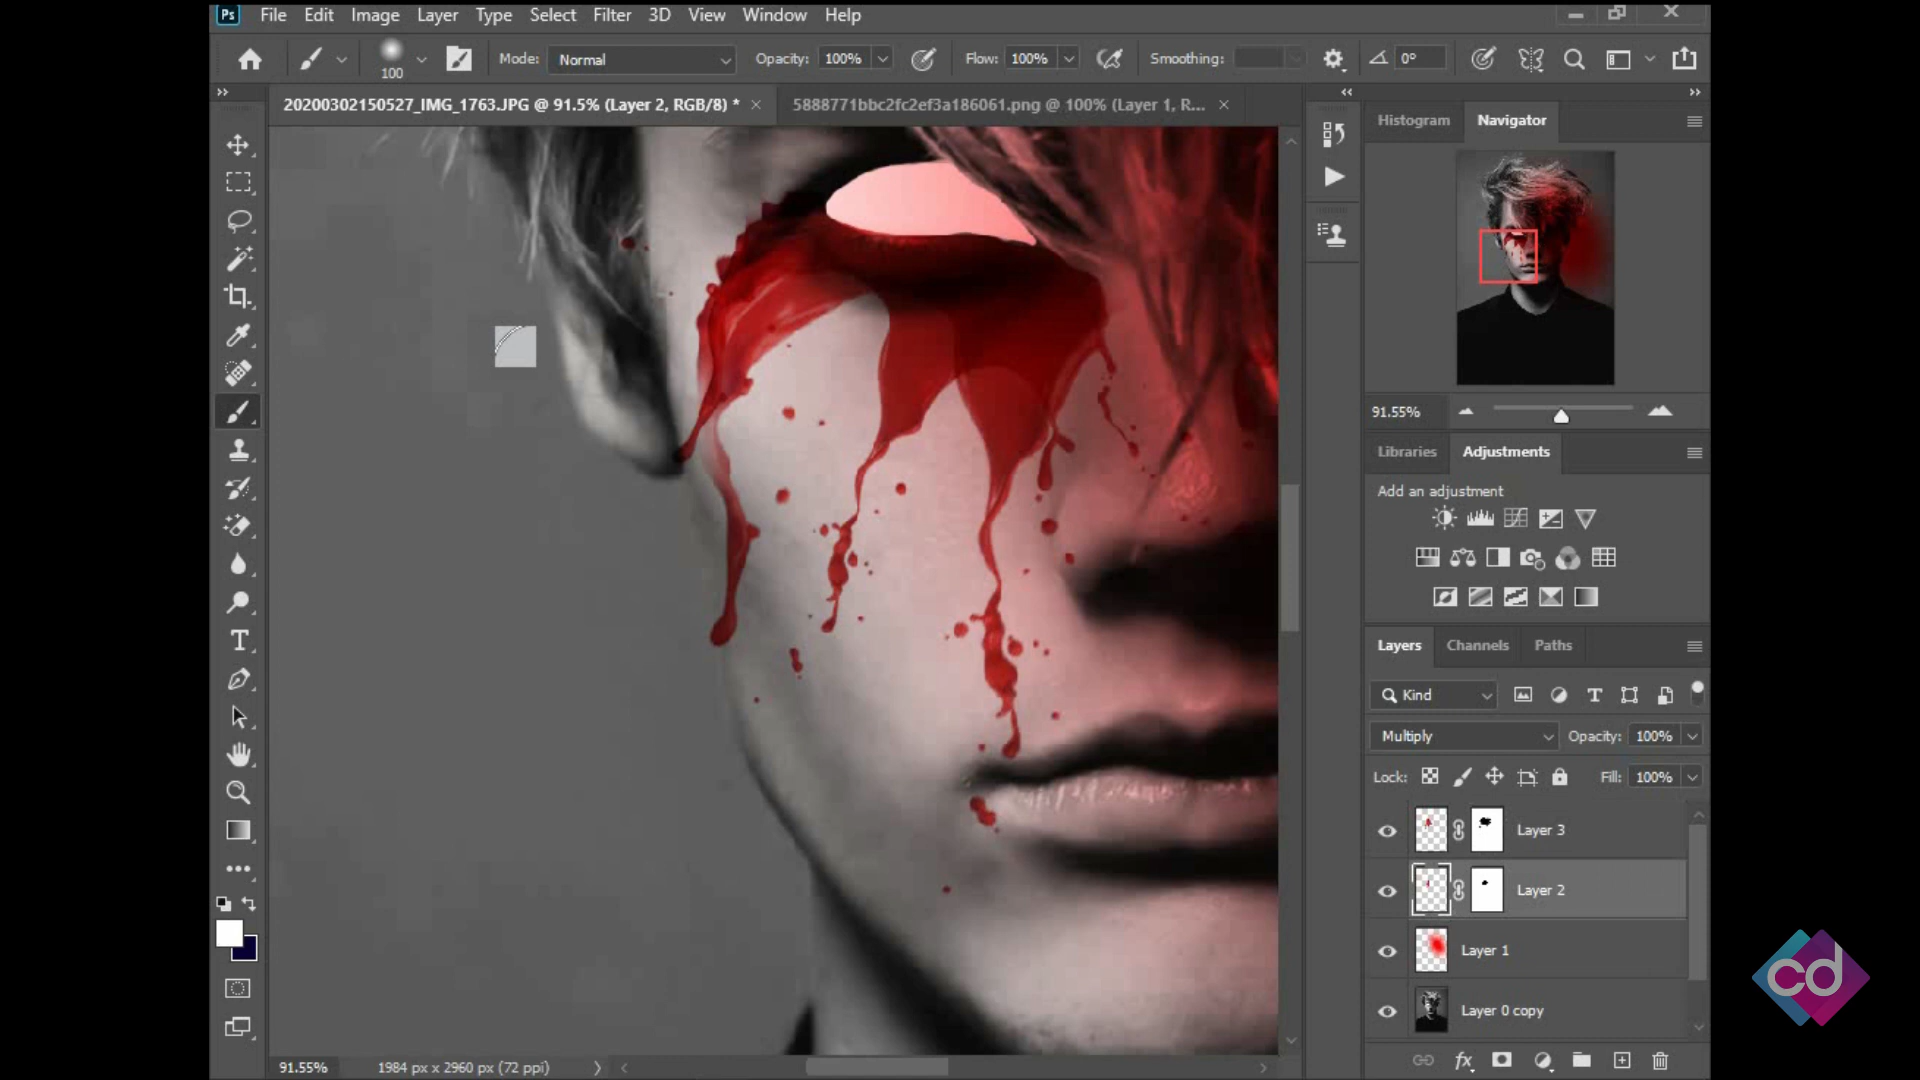 Ps File Edit Image Layer Type Select Filter 3D View Window Help
100 Mode: Normal Opacity: 100% Flow: 100% Smoothing: 0°
20200302150527_IMG_1763.JPG @ 91.5% (Layer 2, RGB/8) * 5888771bbc2fc2ef3a186061.png @ 100% (Layer 1, R...
Histogram Navigator
91.55%
Libraries Adjustments
Add an adjustment
Layers Channels Paths
Kind
Multiply Opacity: 100%
Lock: Fill: 100%
Layer 3
Layer 2
Layer 1
Layer 0 copy
fx
91.55% 1984 px x 2960 px (72 ppi)
cd